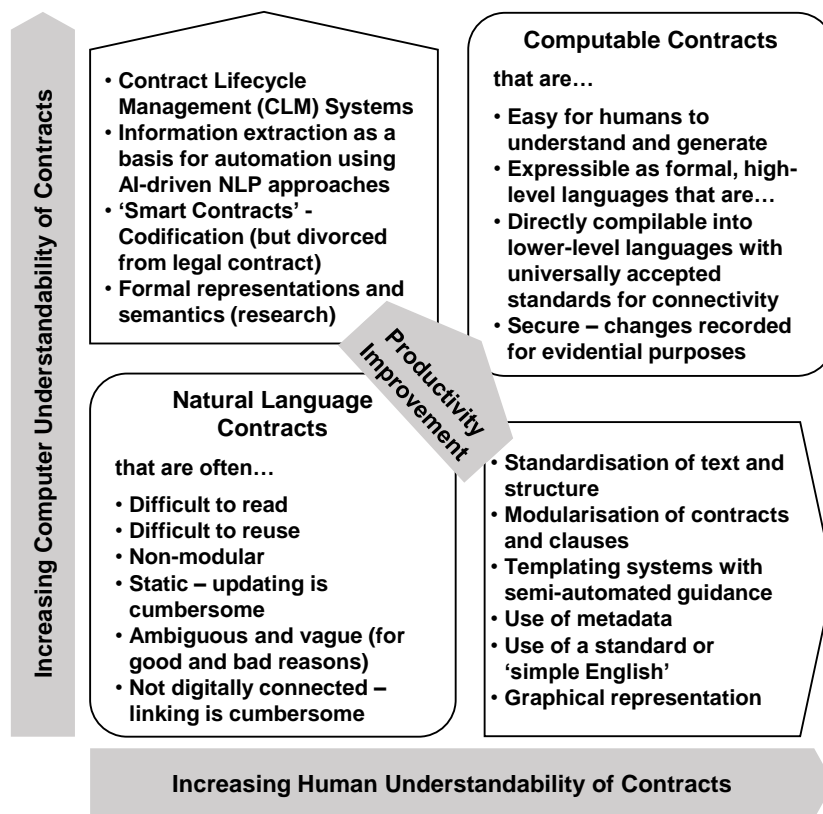 Increasing Computer Understandability of Contracts
• Contract Lifecycle
Management (CLM) Systems
• Information extraction as a
basis for automation using
AI-driven NLP approaches
• ‘Smart Contracts’ -
Codification (but divorced
from legal contract)
• Formal representations and
semantics (research)
Computable Contracts
that are…
• Easy for humans to
understand and generate
• Expressible as formal, high-
level languages that are…
• Directly compilable into
lower-level languages with
universally accepted
standards for connectivity
• Secure – changes recorded
for evidential purposes
Productivity
Improvement
Natural Language
Contracts
that are often…
• Difficult to read
• Difficult to reuse
• Non-modular
• Static – updating is
cumbersome
• Ambiguous and vague (for
good and bad reasons)
• Not digitally connected –
linking is cumbersome
• Standardisation of text and
structure
• Modularisation of contracts
and clauses
• Templating systems with
semi-automated guidance
• Use of metadata
• Use of a standard or
‘simple English’
• Graphical representation
Increasing Human Understandability of Contracts